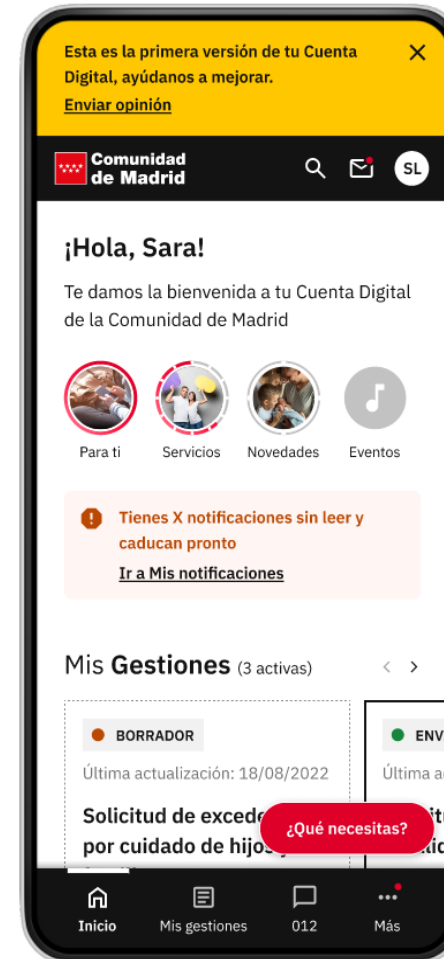 Esta es la primera versión de tu Cuenta
Digital, ayúdanos a mejorar.
Enviar opinión
Comunidad
de Madrid
SL
¡Hola, Sara!
Te damos la bienvenida a tu Cuenta Digital
de la Comunidad de Madrid
Para ti
Servicios
Novedades
Eventos
Tienes X notificaciones sin leer y
caducan pronto
Ir a Mis notificaciones
Mis Gestiones (3 activas)
BORRADOR
ENV
Última actualización: 18/08/2022
Última a
Solicitud de excede
por cuidado de hijo
¿Qué necesitas?
Inicio
Mis gestiones
012
Más